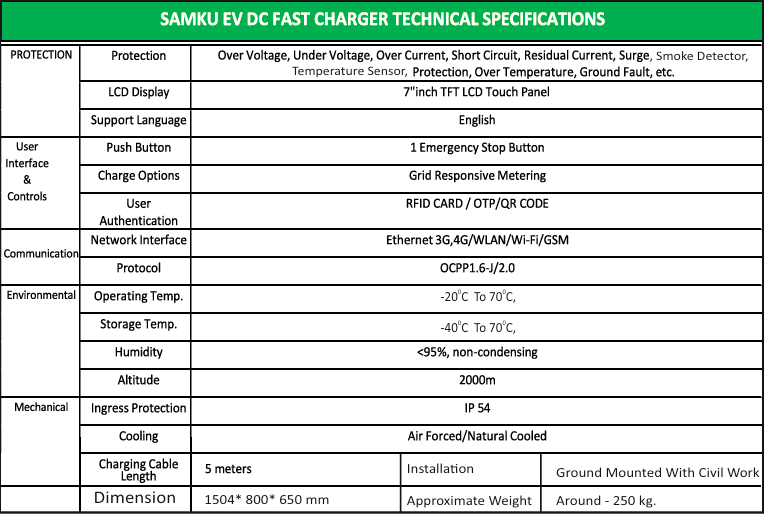 SAMKU EV DC FAST CHARGER TECHNICAL SPECIFICATIONS
PROTECTION
Protection
Over Voltage, Under Voltage, Over Current, Short Circuit, Residual Current, Surge, Smoke Detector,
Temperature Sensor, Protection, Over Temperature, Ground Fault, etc.
LCD Display
7"inch TFT LCD Touch Panel
Support Language
English
User
Interface
&
Controls
Push Button
1 Emergency Stop Button
Charge Options
Grid Responsive Metering
User
Authentication
RFID CARD / OTP/QR CODE
Communication
Network Interface
Ethernet 3G,4G/WLAN/Wi-Fi/GSM
Protocol
OCPP1.6-J/2.0
Environmental
Operating Temp.
-20⁰C To 70⁰C,
Storage Temp.
-40⁰C To 70⁰C,
Humidity
<95%, non-condensing
Altitude
2000m
Mechanical
Ingress Protection
IP 54
Cooling
Air Forced/Natural Cooled
Charging Cable
Length
5 meters
Installation
Ground Mounted With Civil Work
Dimension
1504* 800* 650 mm
Approximate Weight
Around - 250 kg.